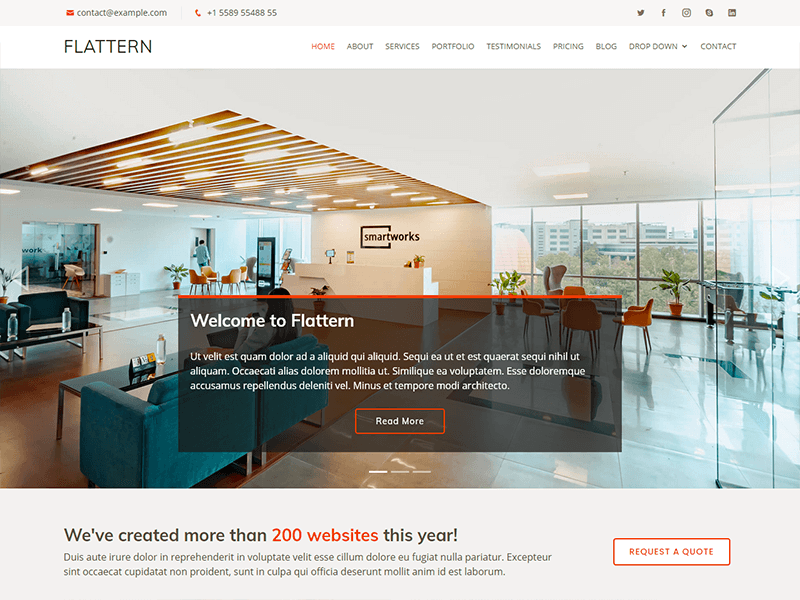 contact@example.com
+1 5589 55488 55
FLATTERN
HOME ABOUT SERVICES PORTFOLIO TESTIMONIALS PRICING BLOG DROP DOWN CONTACT
smartworks
work
Welcome to Flattern
Ut velit est quam dolor ad a aliquid qui aliquid. Sequi ea ut et est quaerat sequi nihil ut
aliquam. Occaecati alias dolorem mollitia ut. Similique ea voluptatem. Esse doloremque
accusamus repellendus deleniti vel. Minus et tempore modi architecto.
Read More
We've created more than 200 websites this year!
Duis aute irure dolor in reprehenderit in voluptate velit esse cillum dolore eu fugiat nulla pariatur. Excepteur
sint occaecat cupidatat non proident, sunt in culpa qui officia deserunt mollit anim id est laborum.
REQUEST A QUOTE